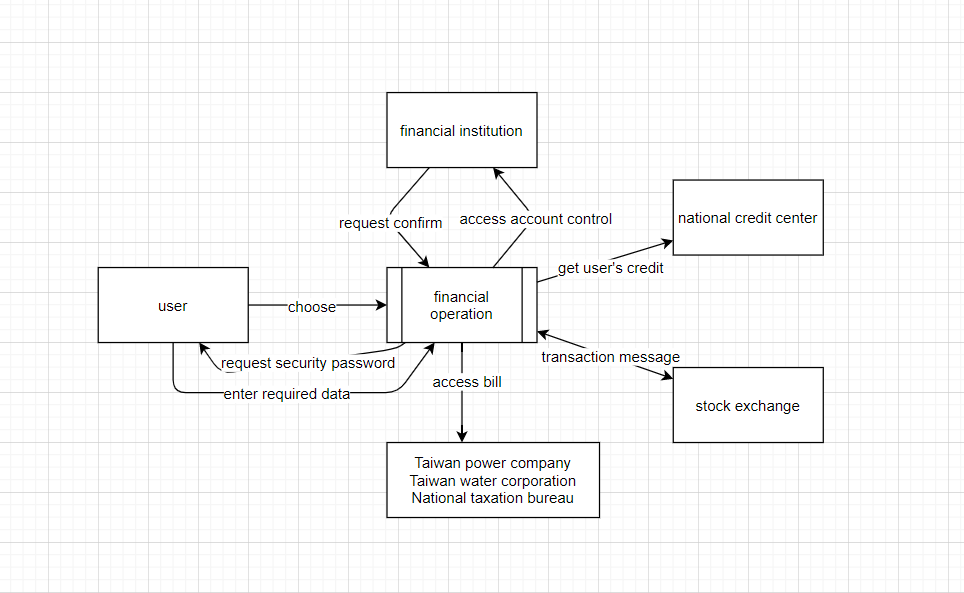 financial institution
request confirm
access account control
national credit center
get user's credit
user
choose
financial
operation
request security password
enter required data
access bill
transaction message
stock exchange
Taiwan power company
Taiwan water corporation
National taxation bureau